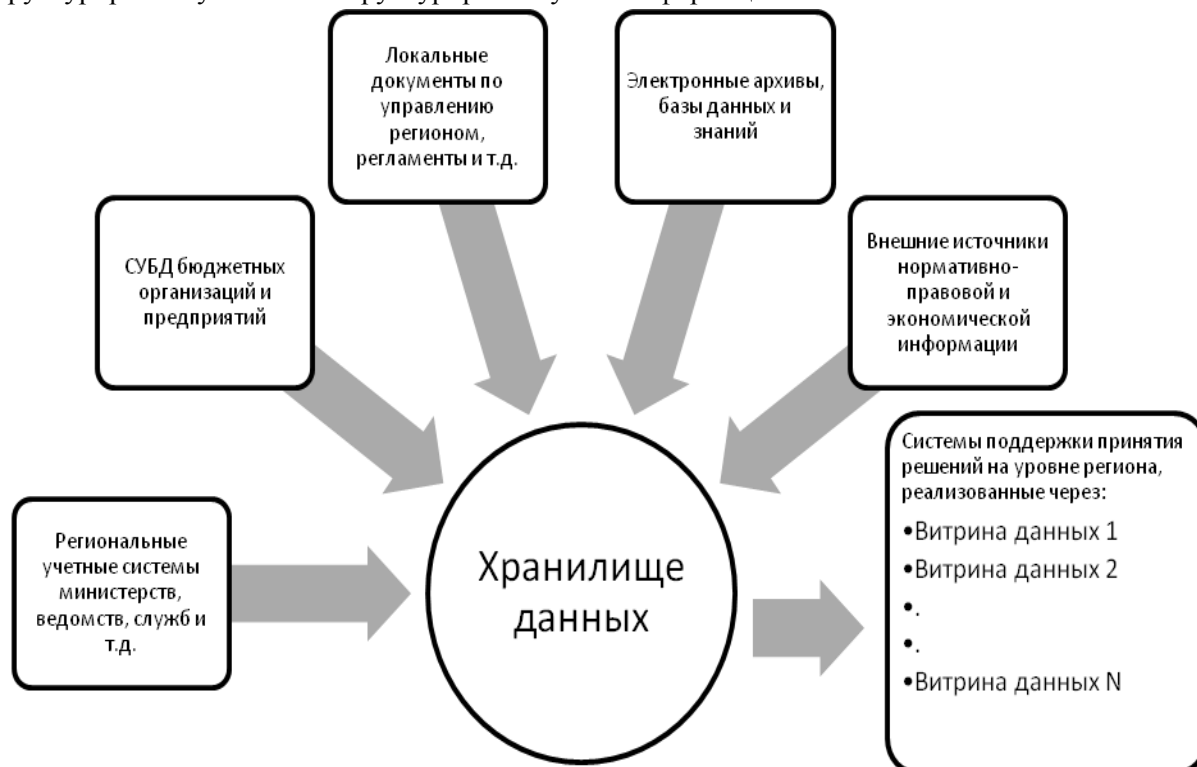 Локальные
документы по
управлению
регионом,
регламенты и т.д.
Электронные архивы,
базы данных и
знаний
СУБД бюджетных
организаций и
предприятий
Внешние источники
нормативно-
правовой и
экономической
информации
Региональные
учетные системы
министерств,
ведомств, служб и
т.д.
Хранилище
данных
Системы поддержки принятия
решений на уровне региона,
реализованные через:
•Витрина данных 1
•Витрина данных 2
•.
•.
•Витрина данных N